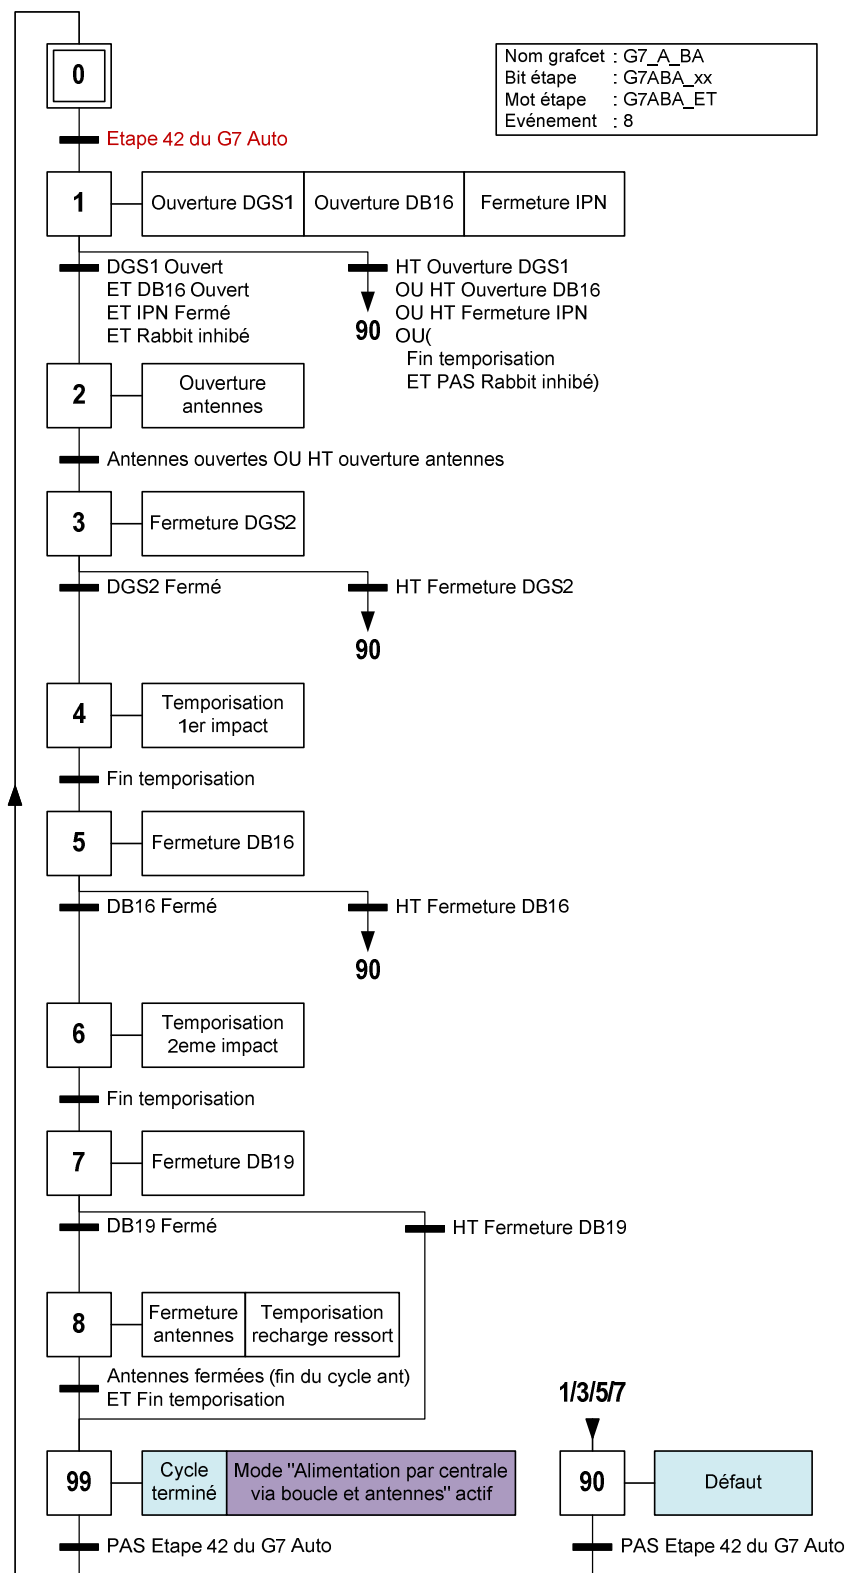 Nom grafcet : G7_A_BA
Bit étape : G7ABA_xx
Mot étape : G7ABA_ET
Evénement : 8
0
Etape 42 du G7 Auto
1
Ouverture DGS1
Ouverture DB16
Fermeture IPN
DGS1 Ouvert
ET DB16 Ouvert
ET IPN Fermé
ET Rabbit inhibé
HT Ouverture DGS1
OU HT Ouverture DB16
OU HT Fermeture IPN
OU(
Fin temporisation
ET PAS Rabbit inhibé)
90
2
Ouverture
antennes
Antennes ouvertes OU HT ouverture antennes
3
Fermeture DGS2
DGS2 Fermé
HT Fermeture DGS2
90
4
Temporisation
1er impact
Fin temporisation
5
Fermeture DB16
DB16 Fermé
HT Fermeture DB16
90
6
Temporisation
2eme impact
Fin temporisation
7
Fermeture DB19
DB19 Fermé
HT Fermeture DB19
8
Fermeture
antennes
Temporisation
recharge ressort
Antennes fermées (fin du cycle ant)
ET Fin temporisation
1/3/5/7
99
Cycle
terminé
Mode "Alimentation par centrale
via boucle et antennes" actif
90
Défaut
PAS Etape 42 du G7 Auto
PAS Etape 42 du G7 Auto